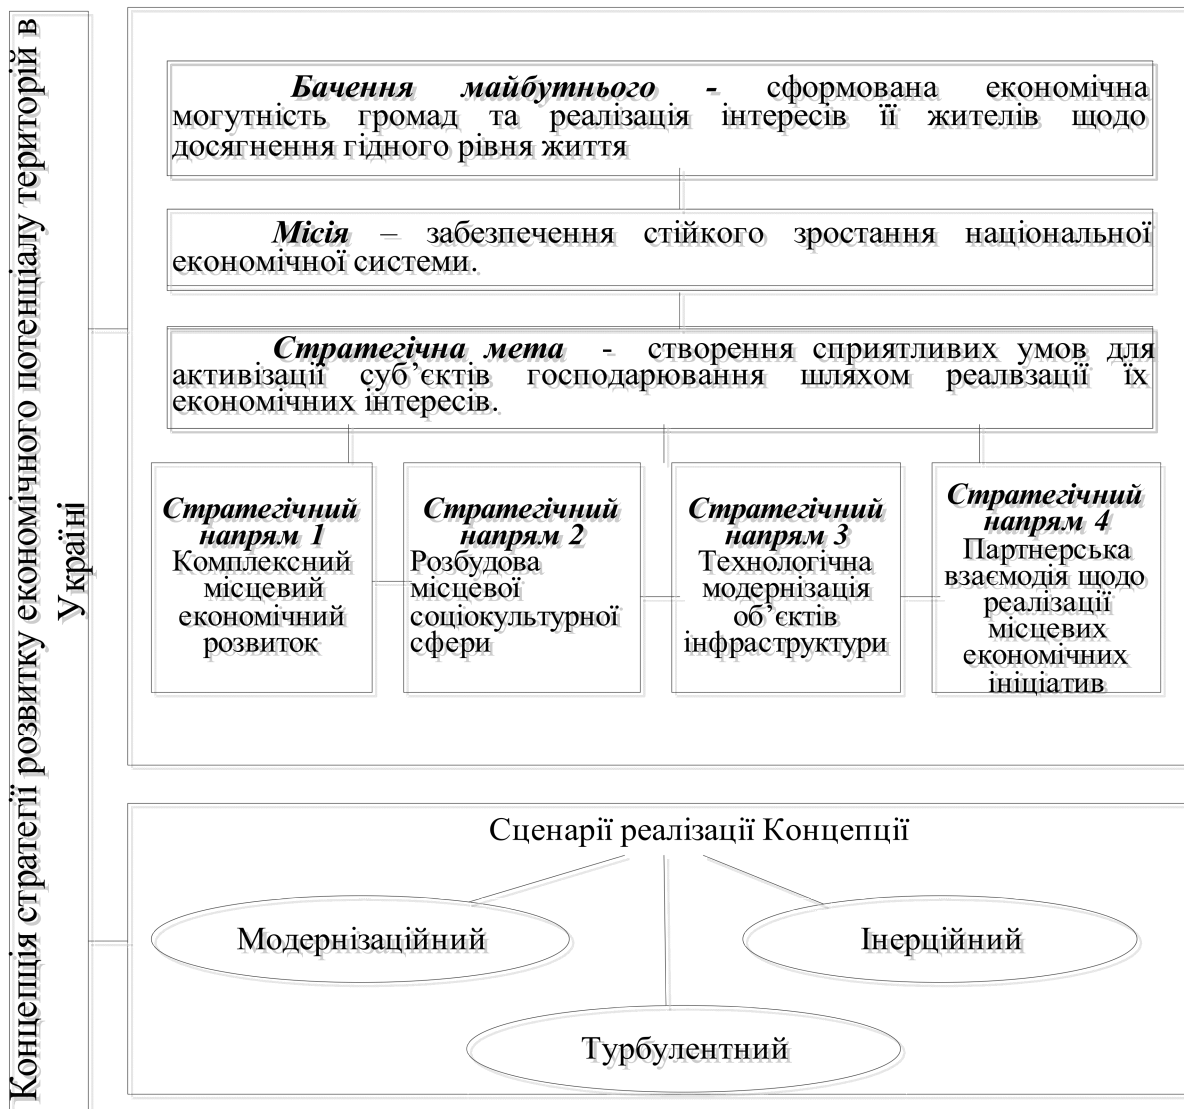 Концепція стратегії розвитку економічного потенціалу територій в
Україні
Бачення майбутнього - сформована економічна
могутність громад та реалізація інтересів її жителів щодо
досягнення гідного рівня життя
Місія – забезпечення стійкого зростання національної
економічної системи.
Стратегічна мета - створення сприятливих умов для
активізації суб’єктів господарювання шляхом реалвзації їх
економічних інтересів.
Стратегічний
напрям 1
Комплексний
місцевий
економічний
розвиток
Стратегічний
напрям 2
Розбудова
місцевої
соціокультурної
сфери
Стратегічний
напрям 3
Технологічна
модернізація
об’єктів
інфраструктури
Стратегічний
напрям 4
Партнерська
взаємодія щодо
реалізації
місцевих
економічних
ініціатив
Сценарії реалізації Концепції
Модернізаційний
Інерційний
Турбулентний